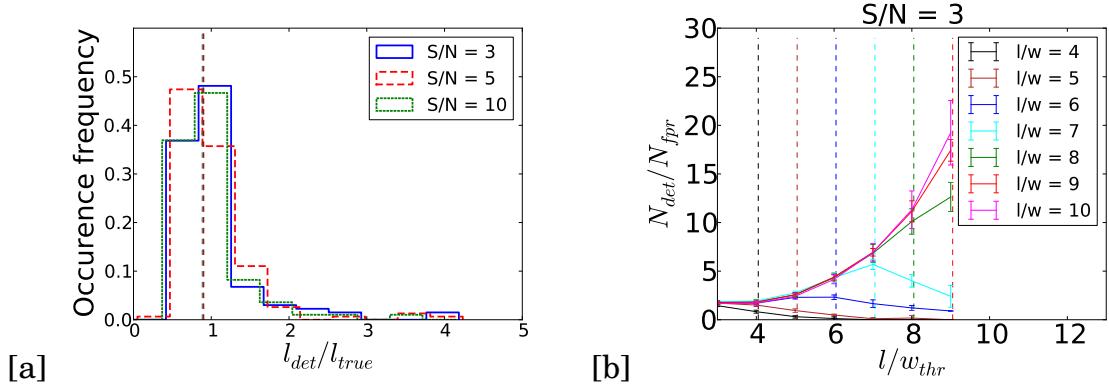 [a]
Occurence frequency
0.5
0.4
0.3
0.2
0.1
0.0
0 1 2 3 4 5
l_det/l_true
S/N = 3
S/N = 5
S/N = 10
[b]
S/N = 3
N_det/N_fpr
30
25
20
15
10
5
0
3 4 6 8 10 12
l/w_thr
l/w = 4
l/w = 5
l/w = 6
l/w = 7
l/w = 8
l/w = 9
l/w = 10